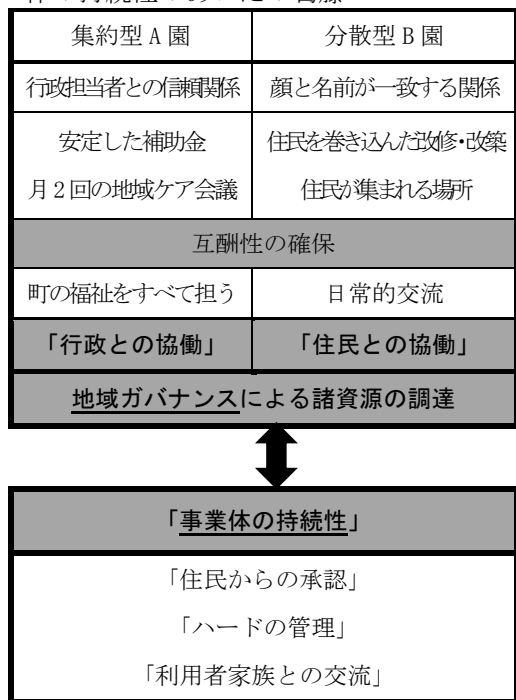 集約型A園 分散型B園
行政担当者との信頼関係 顔と名前が一致する関係
安定した補助金 住民を巻き込んだ改修・改築
月2回の地域ケア会議 住民が集まれる場所
互酬性の確保
町の福祉をすべて担う 日常的交流
「行政との協働」 「住民との協働」
地域ガバナンスによる諸資源の調達
「事業体の持続性」
「住民からの承認」
「ハードの管理」
「利用者家族との交流」